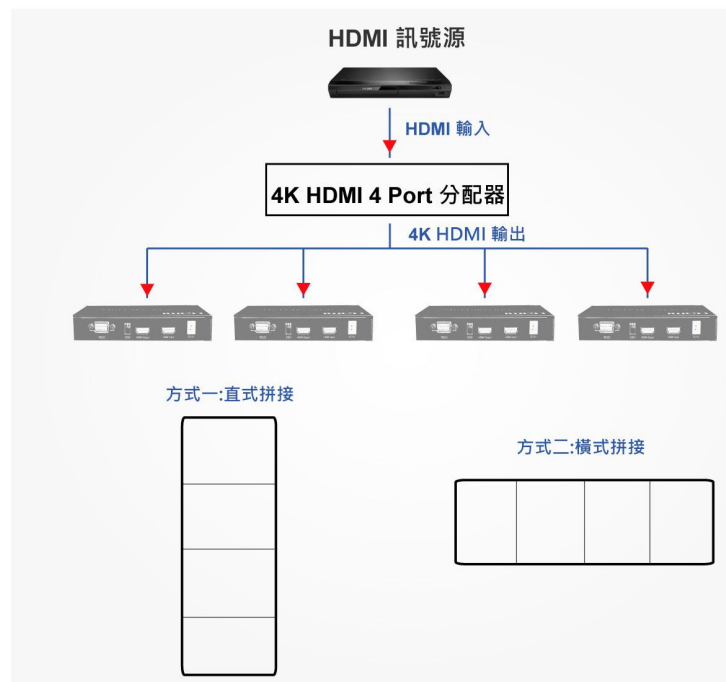 HDMI 訊號源
HDMI 輸入
4K HDMI 4 Port 分配器
4K HDMI 輸出
方式一:直式拼接
方式二:橫式拼接